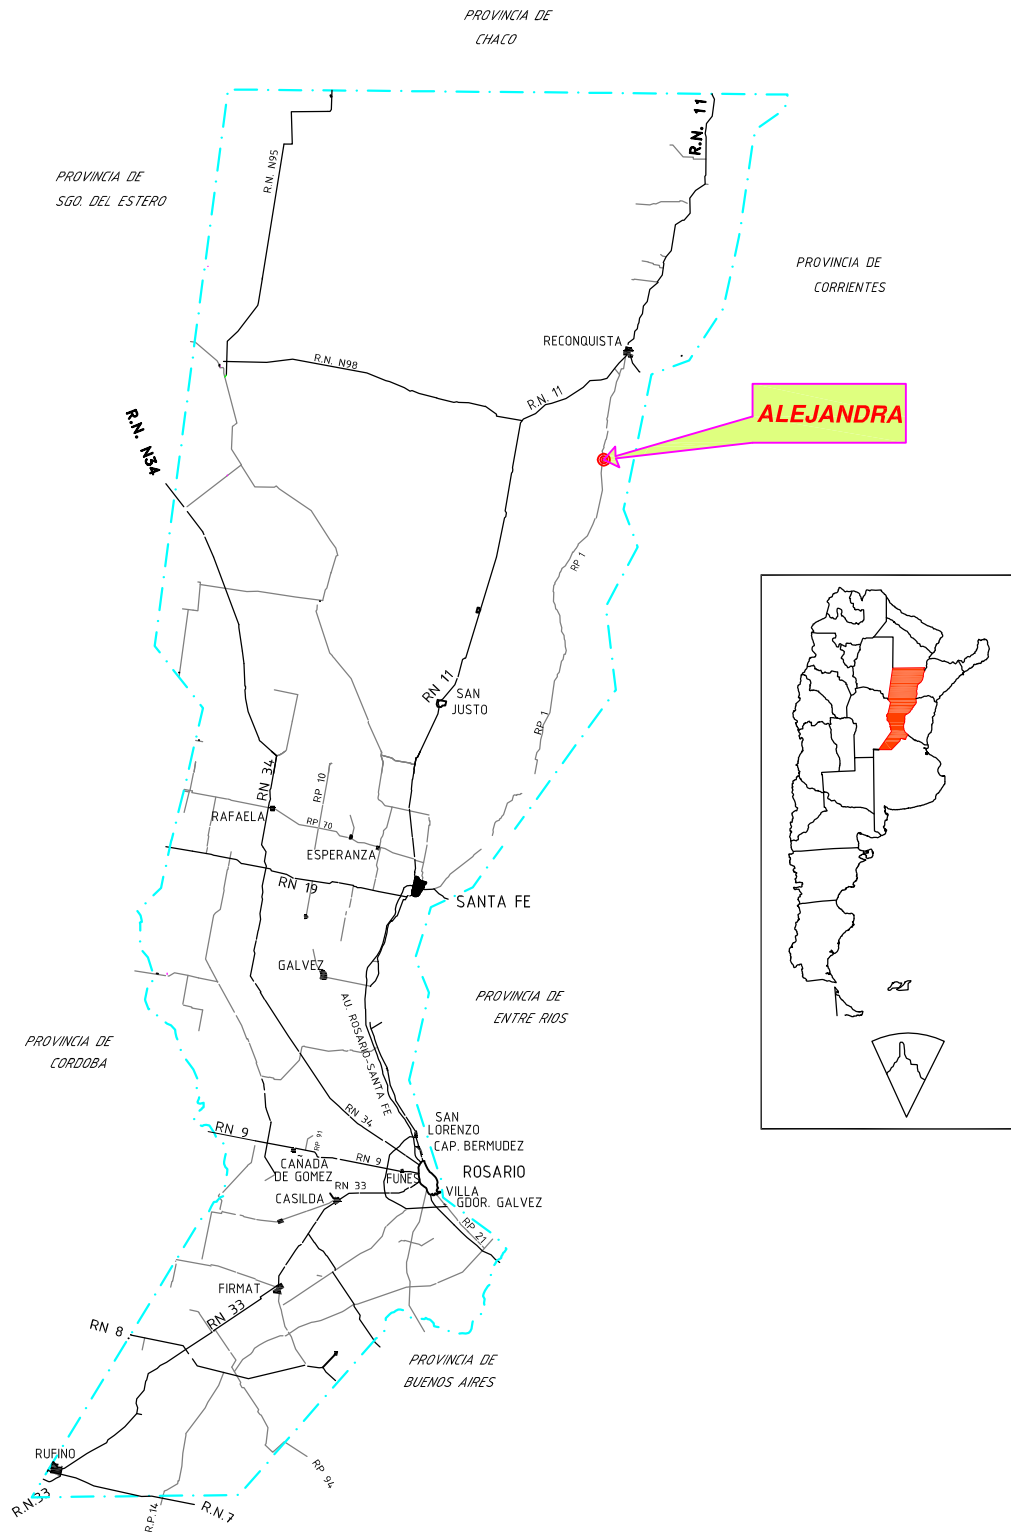 PROVINCIA DE
CHACO
R.N. 11
R.N. N95
PROVINCIA DE
SGO. DEL ESTERO
PROVINCIA DE
CORRIENTES
RECONQUISTA
R.N. N98
R.N. 11
ALEJANDRA
R.N. N34
RP 1
RN 11
SAN
JUSTO
RP 1
RN 34
RP 10
RAFAELA
RP 70
ESPERANZA
RN 19
SANTA FE
GALVEZ
AU. ROSARIO-SANTA FE
PROVINCIA DE
ENTRE RIOS
PROVINCIA DE
CORDOBA
RN 34
SAN
LORENZO
CAP. BERMUDEZ
RN 9
RP 91
RN 9
CAÑADA
DE GOMEZ
FUNES
ROSARIO
RN 33
CASILDA
VILLA
GDOR. GALVEZ
RP 21
FIRMAT
RN 33
RN 8
PROVINCIA DE
BUENOS AIRES
RUFINO
RP 94
R.N.33
R.P.14
R.N.7